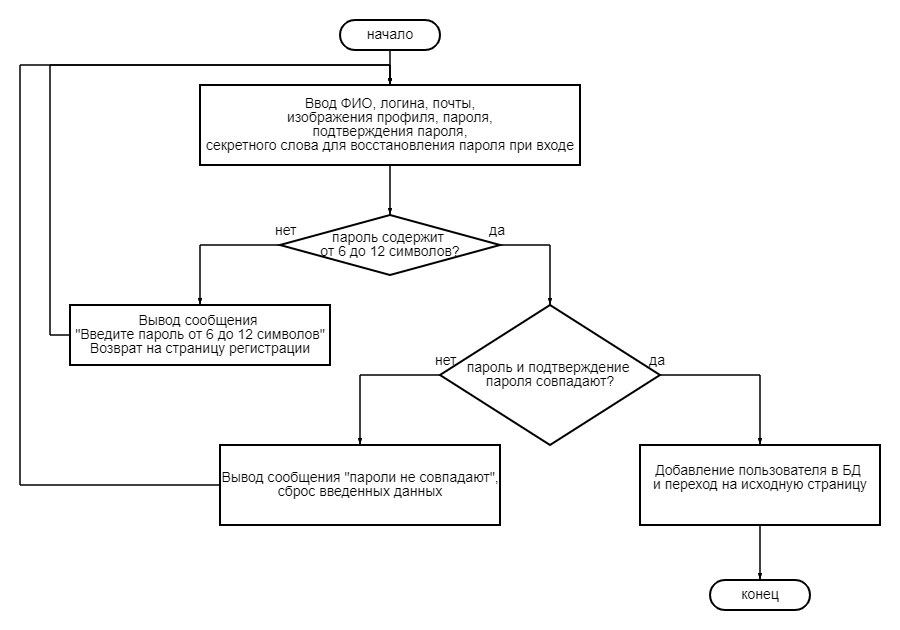 начало
Ввод ФИО, логина, почты,
изображения профиля, пароля,
подтверждения пароля,
секретного слова для восстановления пароля при входе
нет
да
пароль содержит
от 6 до 12 символов?
Вывод сообщения
"Введите пароль от 6 до 12 символов"
Возврат на страницу регистрации
нет
да
пароль и подтверждение
пароля совпадают?
Вывод сообщения "пароли не совпадают",
сброс введенных данных
Добавление пользователя в БД
и переход на исходную страницу
конец